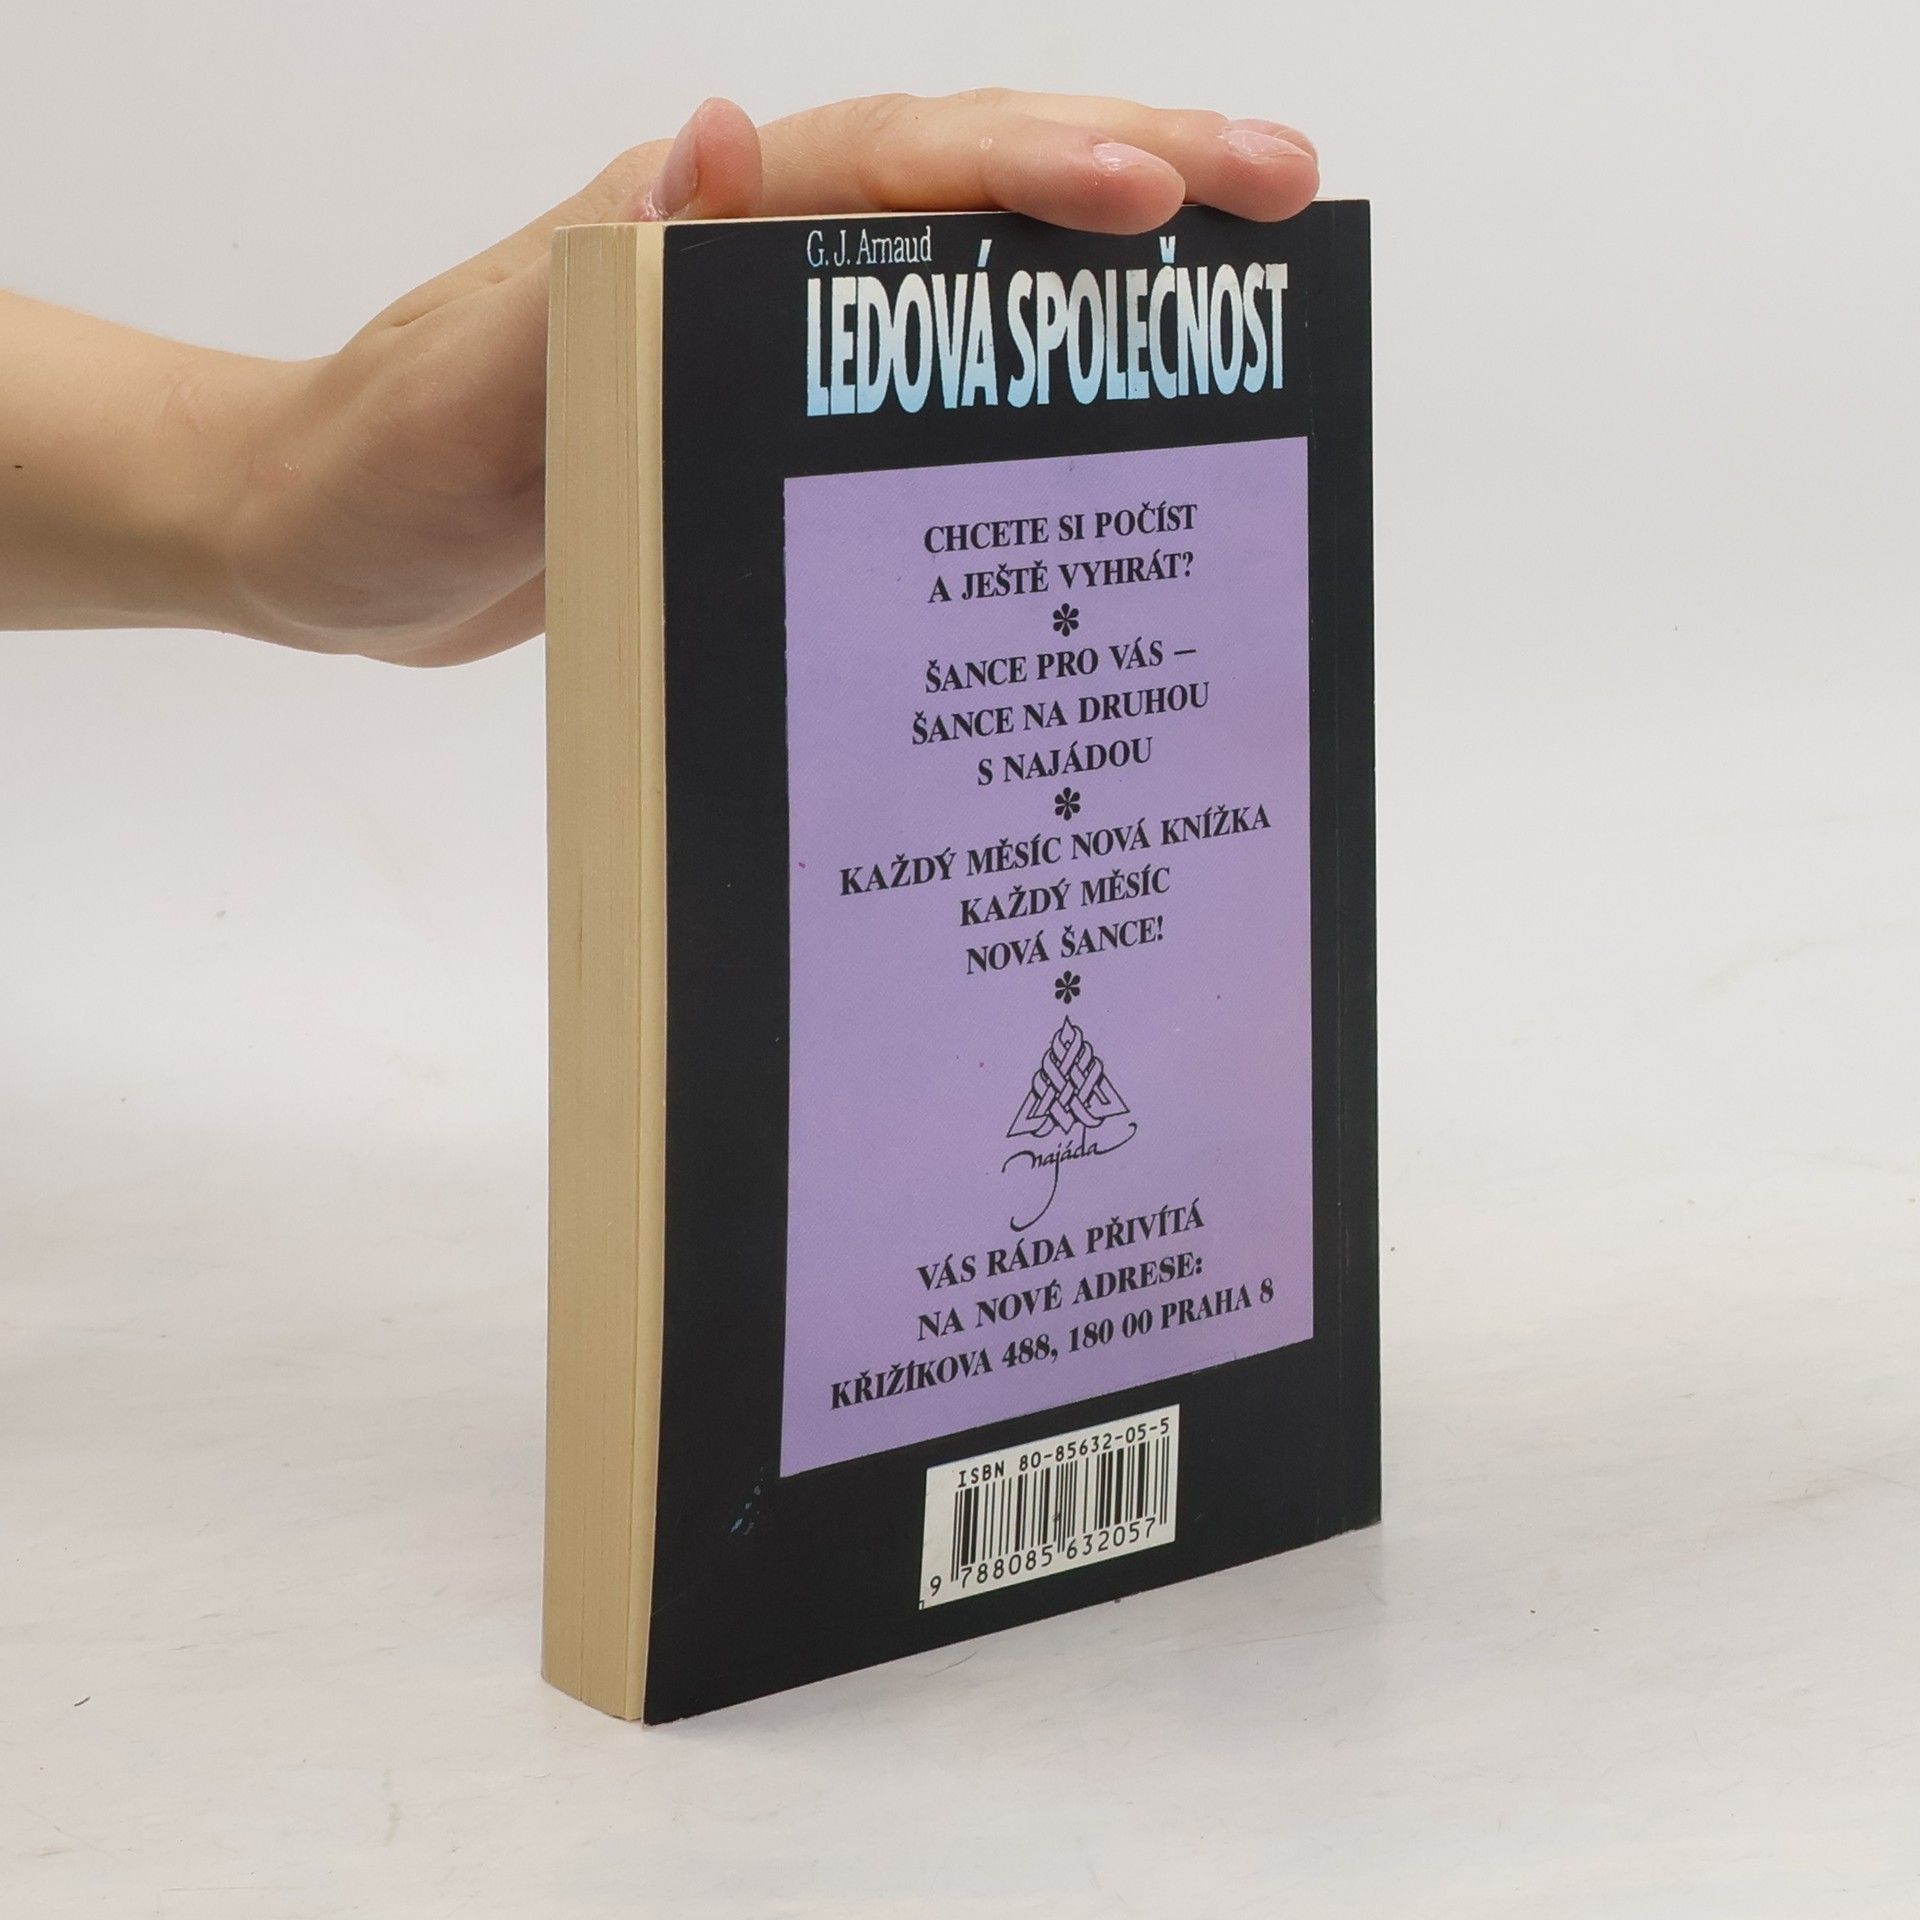 G. J. Arnaud
LEDOVÁ SPOLEČNOST
CHCETE SI POČÍST
A JEŠTĚ VYHRÁT?
*
ŠANCE PRO VÁS –
ŠANCE NA DRUHOU
S NAJÁDOU
*
KAŽDÝ MĚSÍC NOVÁ KNÍŽKA
KAŽDÝ MĚSÍC
NOVÁ ŠANCE!
*
najáda
VÁS RÁDA PŘIVÍTÁ
NA NOVÉ ADRESE:
KŘIŽÍKOVA 488, 180 00 PRAHA 8
ISBN 80-85632-05-5
9 788085 632057